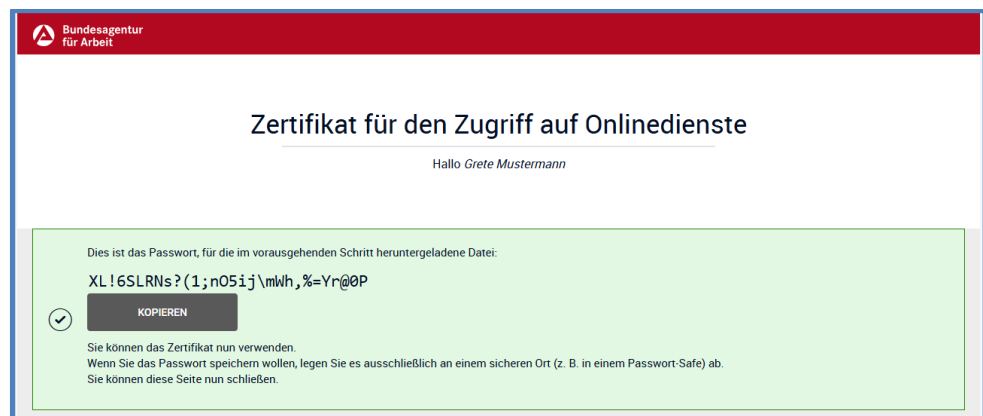 Bundesagentur
für Arbeit
Zertifikat für den Zugriff auf Onlinedienste
Hallo Grete Mustermann
Dies ist das Passwort, für die im vorausgehenden Schritt heruntergeladene Datei:
XL!6SLRNs?(1;nO5ij\mWh,%=Yr@0P
KOPIEREN
Sie können das Zertifikat nun verwenden.
Wenn Sie das Passwort speichern wollen, legen Sie es ausschließlich an einem sicheren Ort (z. B. in einem Passwort-Safe) ab.
Sie können diese Seite nun schließen.